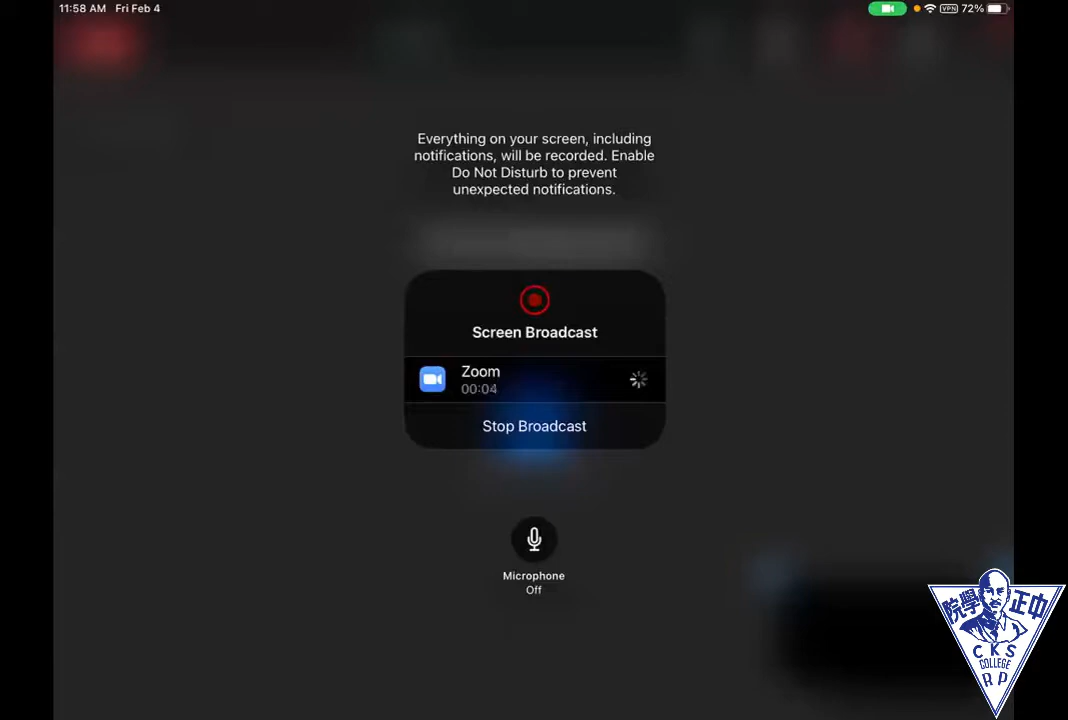 11:58 AM Fri Feb 4
VPN 72%
Everything on your screen, including
notifications, will be recorded. Enable
Do Not Disturb to prevent
unexpected notifications.
Screen Broadcast
Zoom
00:04
Stop Broadcast
Microphone
Off
院學 正中
CKS
COLLEGE
RP